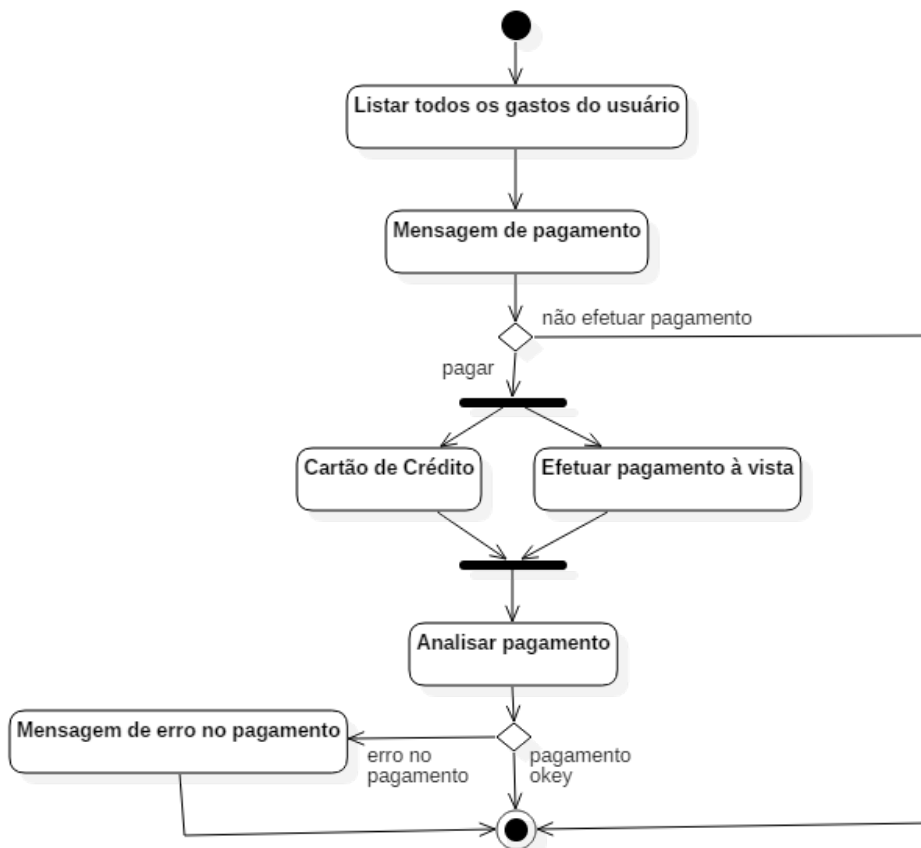 Listar todos os gastos do usuário
Mensagem de pagamento
não efetuar pagamento
pagar
Cartão de Crédito
Efetuar pagamento à vista
Analisar pagamento
Mensagem de erro no pagamento
erro no
pagamento
pagamento
okey